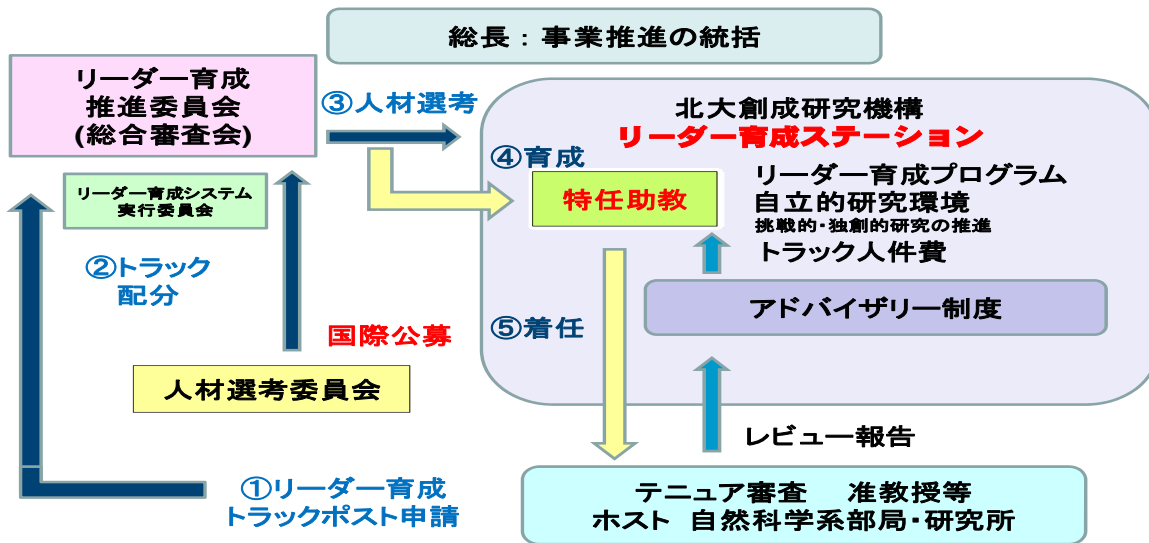 総長：事業推進の統括
リーダー育成
推進委員会
(総合審査会)
③人材選考
北大創成研究機構
リーダー育成ステーション
④育成
リーダー育成システム
実行委員会
特任助教
リーダー育成プログラム
自立的研究環境
挑戦的・独創的研究の推進
トラック人件費
②トラック
配分
アドバイザリー制度
国際公募
⑤着任
人材選考委員会
レビュー報告
①リーダー育成
トラックポスト申請
テニュア審査　准教授等
ホスト 自然科学系部局・研究所